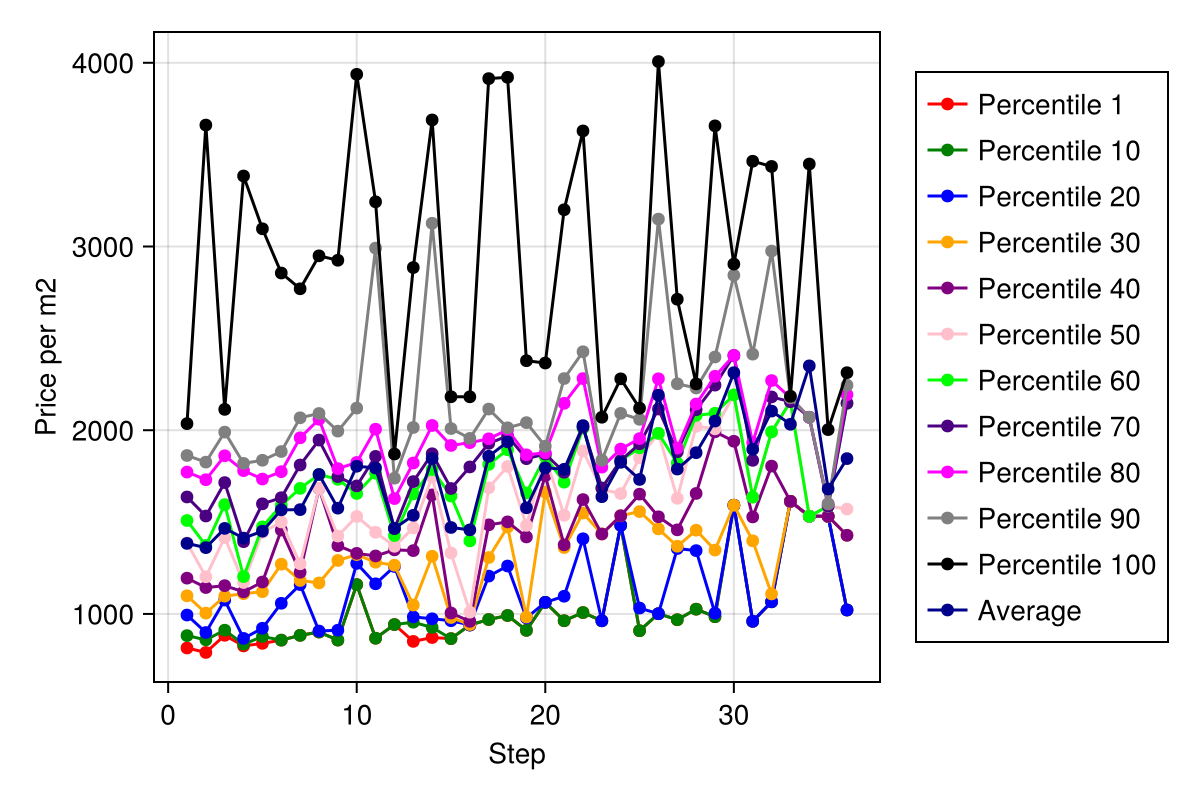 4000
3000
2000
1000
Price per m2
0
10
20
30
Step
Percentile 1
Percentile 10
Percentile 20
Percentile 30
Percentile 40
Percentile 50
Percentile 60
Percentile 70
Percentile 80
Percentile 90
Percentile 100
Average